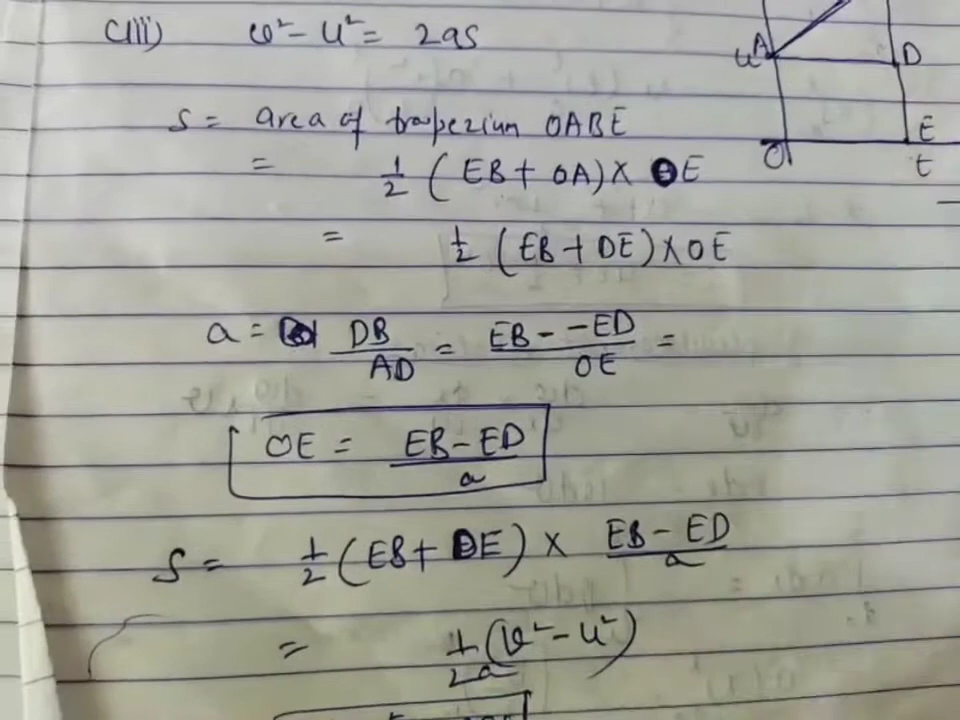 (iii) v² - u² = 2as
A
u
D
O
E
t
S = area of trapezium OABE
= 1/2 (EB + OA) × OE
= 1/2 (EB + DE) × OE
a = DB/AD = EB - -ED/OE =
OE = EB - ED/a
S = 1/2 (EB + DE) × EB - ED/a
= 1/2a (v² - u²)